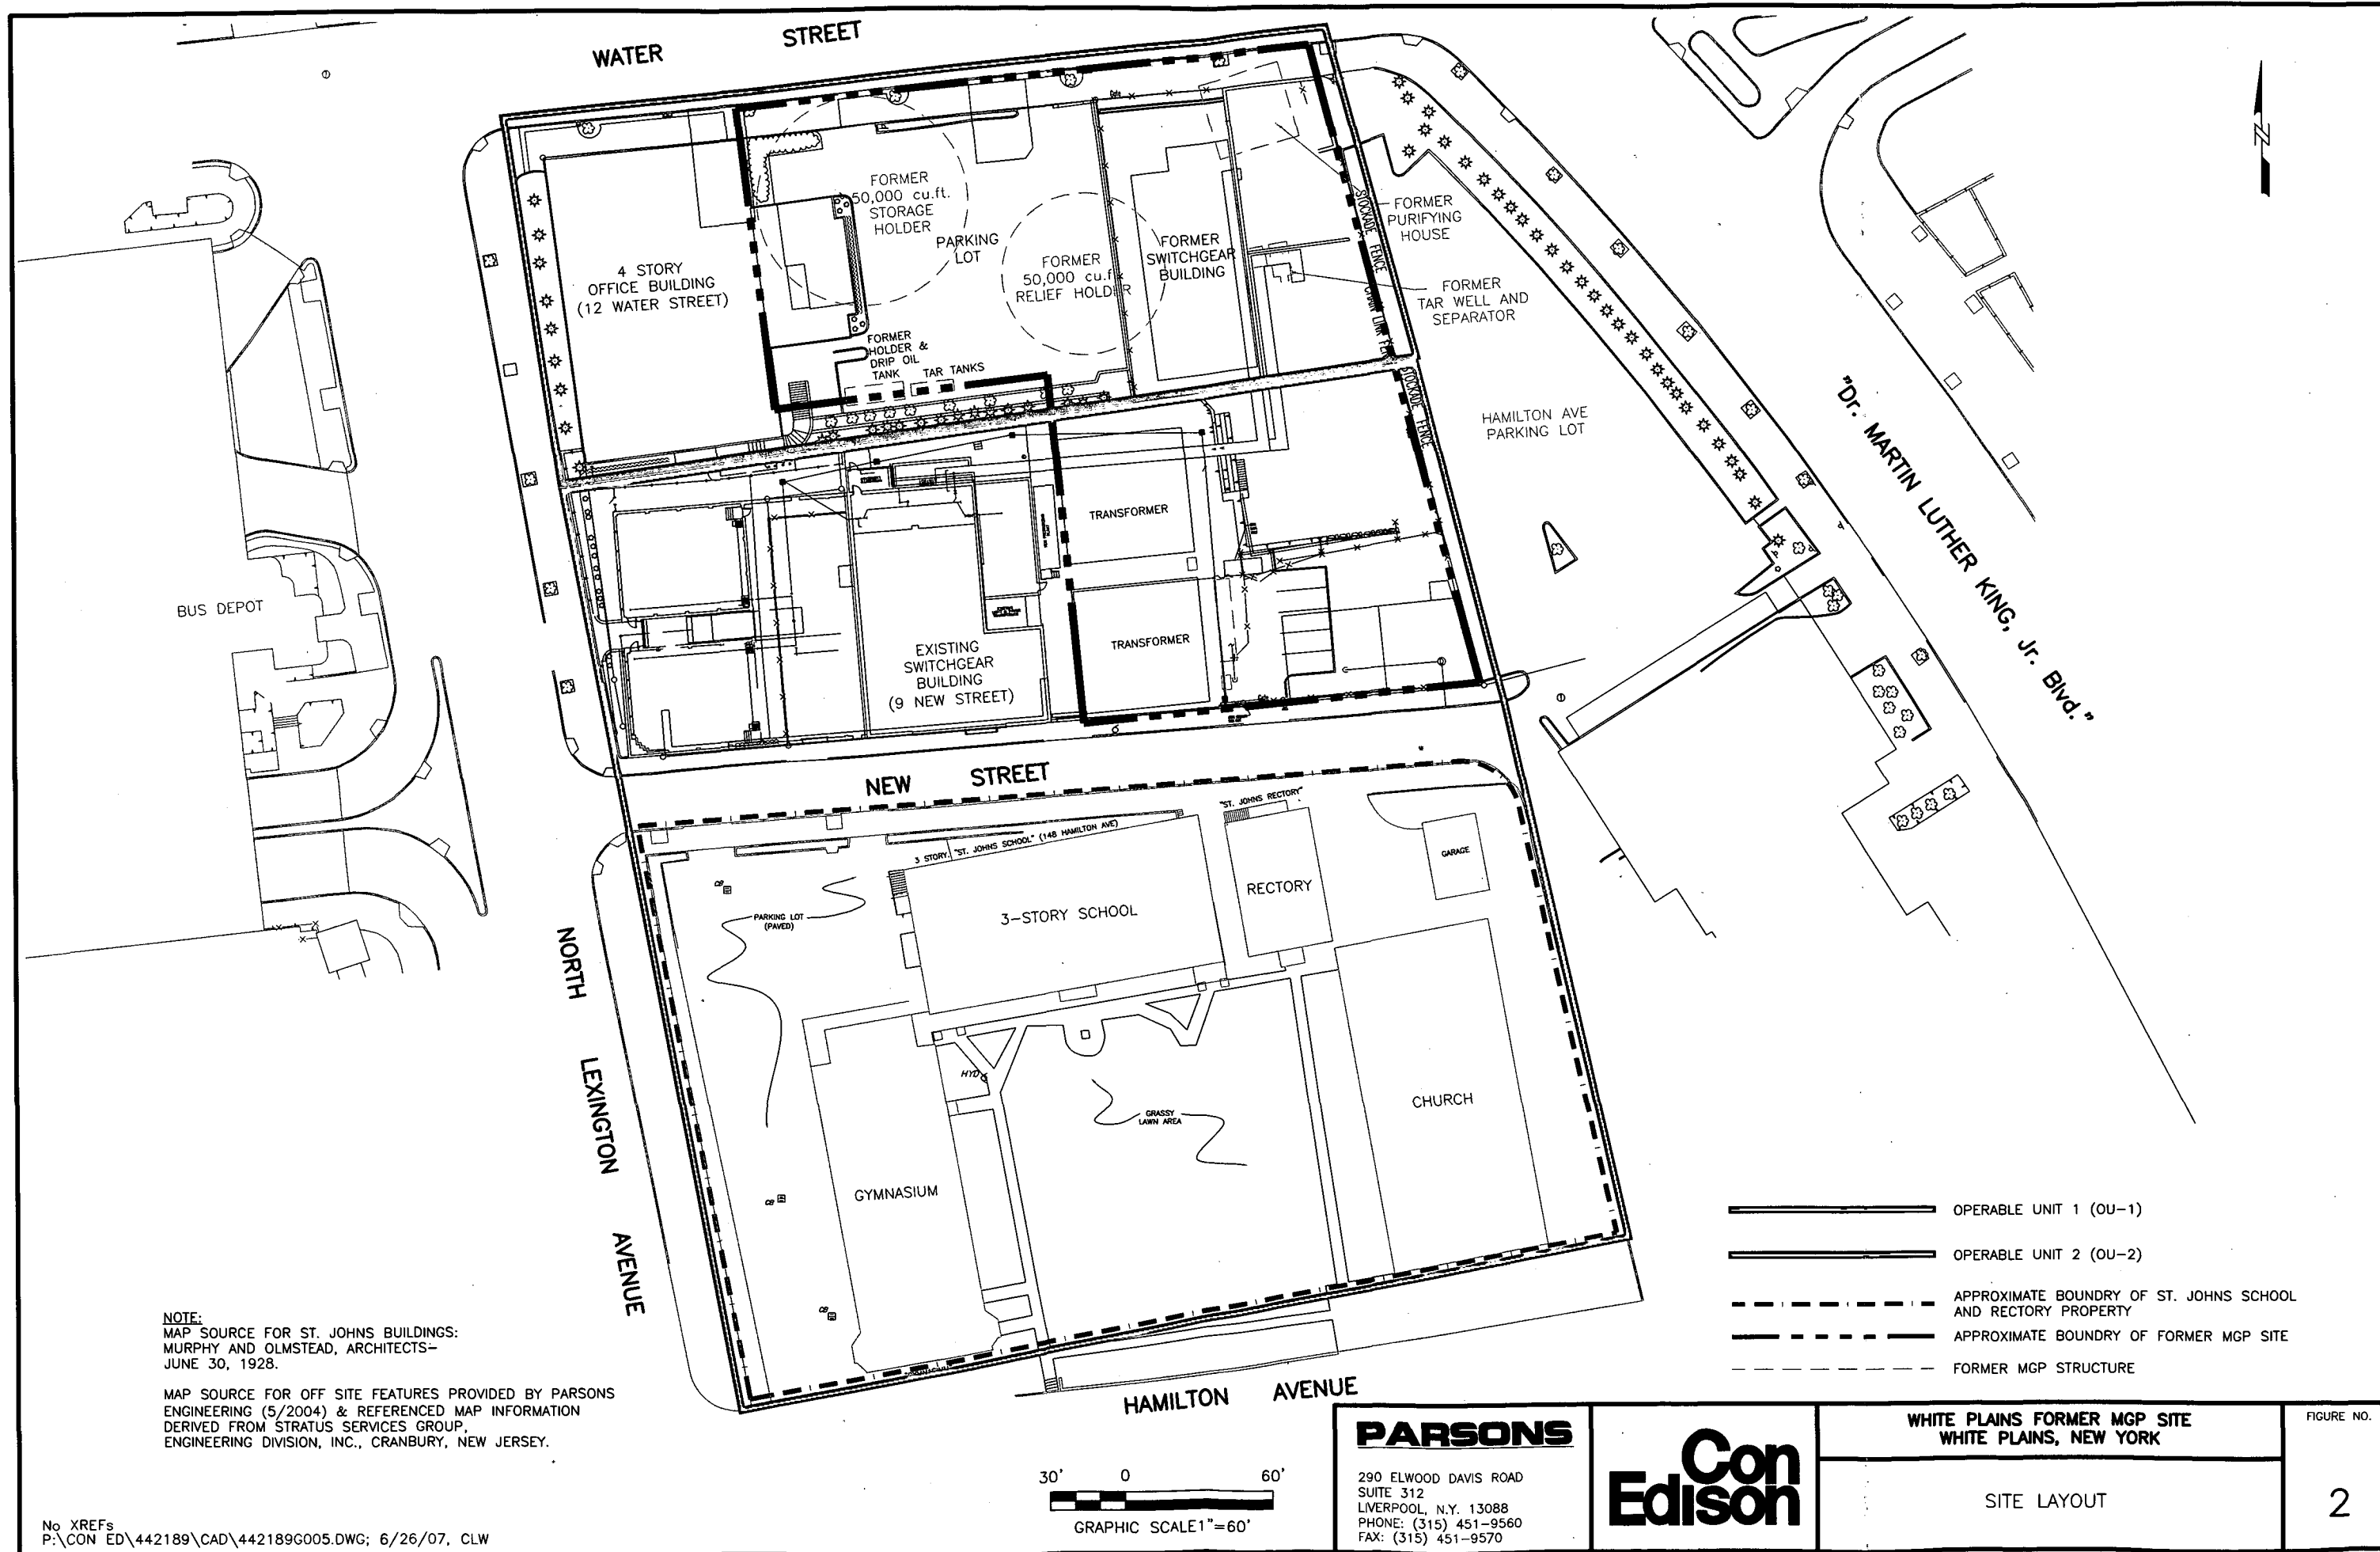 WATER STREET
FORMER
50,000 cu.ft.
STORAGE
HOLDER
PARKING
LOT
FORMER
50,000 cu.ft.
RELIEF HOLDER
FORMER
SWITCHGEAR
BUILDING
STOCKADE FENCE
FORMER
PURIFYING
HOUSE
4 STORY
OFFICE BUILDING
(12 WATER STREET)
FORMER
TAR WELL AND
SEPARATOR
FORMER
HOLDER &
DRIP OIL
TANK
TAR TANKS
STOCKADE FENCE
HAMILTON AVE
PARKING LOT
"Dr. MARTIN LUTHER KING, Jr. Blvd."
N
TRANSFORMER
TRANSFORMER
BUS DEPOT
EXISTING
SWITCHGEAR
BUILDING
(9 NEW STREET)
NEW STREET
"ST. JOHNS RECTORY"
3 STORY. "ST. JOHNS SCHOOL" (148 HAMILTON AVE)
GARAGE
RECTORY
3-STORY SCHOOL
CB
PARKING LOT
(PAVED)
NORTH LEXINGTON AVENUE
HYD
GRASSY
LAWN AREA
CHURCH
GYMNASIUM
CB
CB
HAMILTON AVENUE
OPERABLE UNIT 1 (OU-1)
OPERABLE UNIT 2 (OU-2)
APPROXIMATE BOUNDRY OF ST. JOHNS SCHOOL
AND RECTORY PROPERTY
APPROXIMATE BOUNDRY OF FORMER MGP SITE
FORMER MGP STRUCTURE
NOTE:
MAP SOURCE FOR ST. JOHNS BUILDINGS:
MURPHY AND OLMSTEAD, ARCHITECTS-
JUNE 30, 1928.
MAP SOURCE FOR OFF SITE FEATURES PROVIDED BY PARSONS
ENGINEERING (5/2004) & REFERENCED MAP INFORMATION
DERIVED FROM STRATUS SERVICES GROUP,
ENGINEERING DIVISION, INC., CRANBURY, NEW JERSEY.
No XREFs
P:\CON ED\442189\CAD\442189G005.DWG; 6/26/07, CLW
30' 0 60'
GRAPHIC SCALE1"=60'
PARSONS
290 ELWOOD DAVIS ROAD
SUITE 312
LIVERPOOL, N.Y. 13088
PHONE: (315) 451-9560
FAX: (315) 451-9570
Con
Edison
WHITE PLAINS FORMER MGP SITE
WHITE PLAINS, NEW YORK
SITE LAYOUT
FIGURE NO.
2